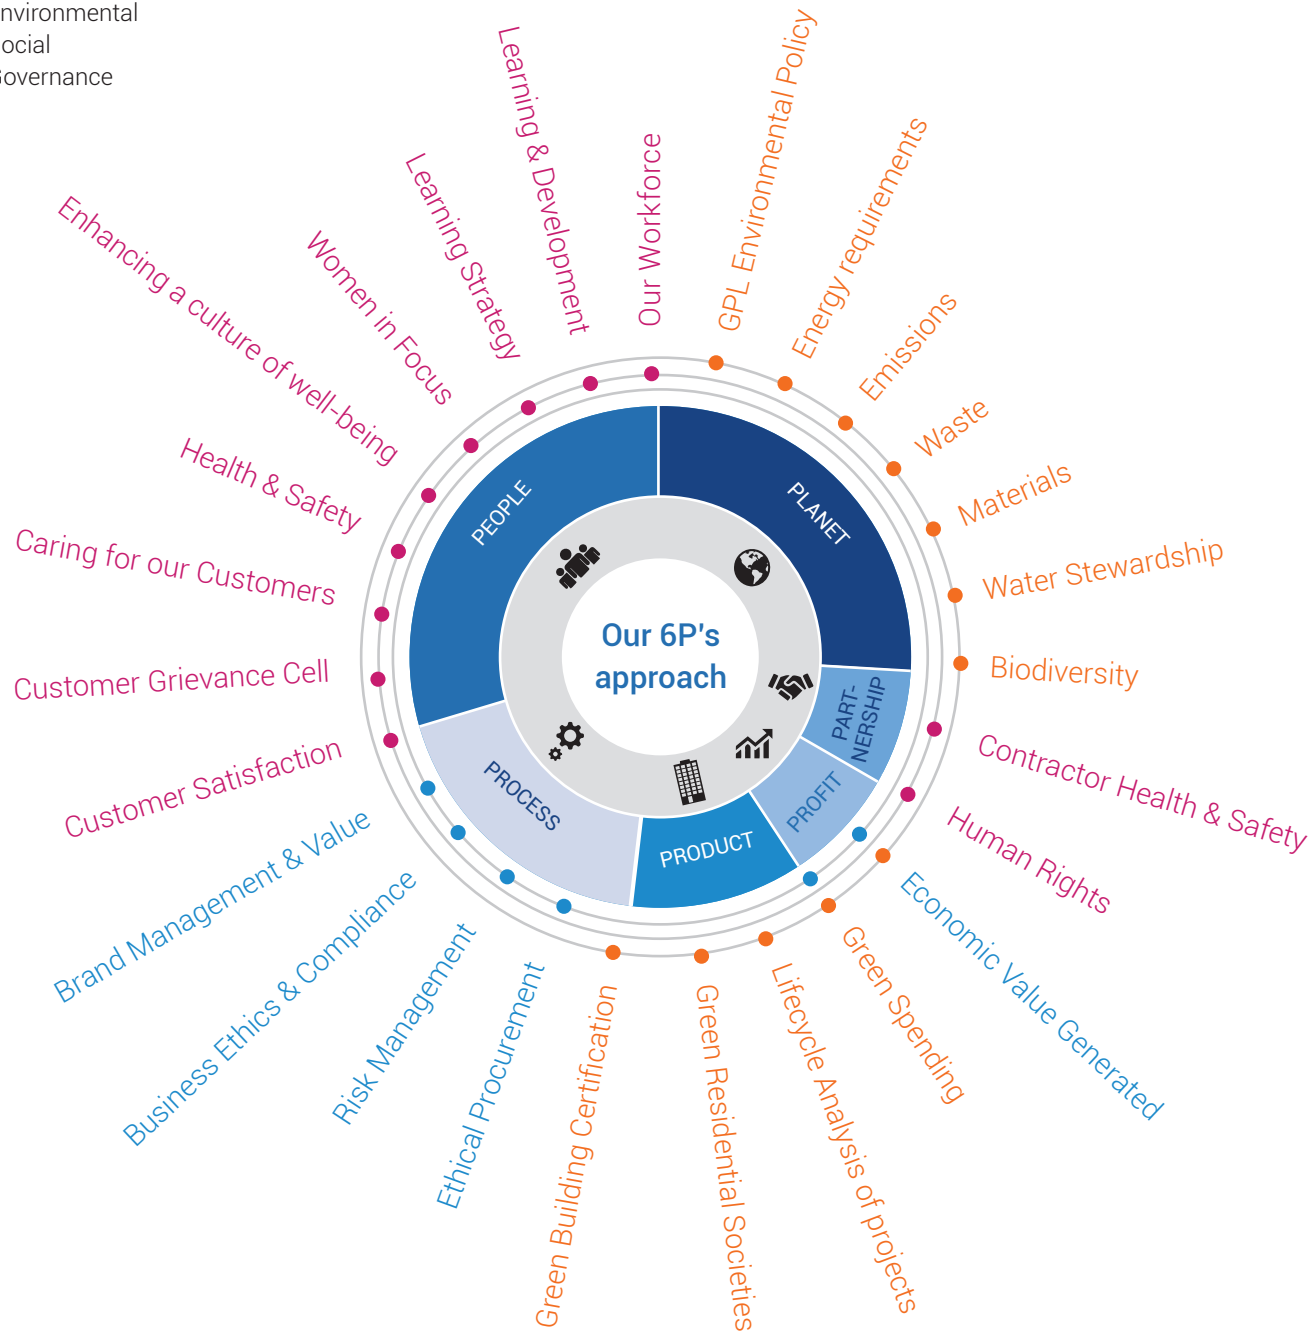 nvironmental
ocial
overnance
Our 6P's
approach
PEOPLE
PLANET
PART-
NERSHIP
PROFIT
PRODUCT
PROCESS
Our Workforce
GPL Environmental Policy
Energy requirements
Emissions
Waste
Materials
Water Stewardship
Biodiversity
Contractor Health & Safety
Human Rights
Economic Value Generated
Green Spending
Lifecycle Analysis of projects
Green Residential Societies
Green Building Certification
Ethical Procurement
Risk Management
Business Ethics & Compliance
Brand Management & Value
Customer Satisfaction
Customer Grievance Cell
Caring for our Customers
Health & Safety
Enhancing a culture of well-being
Women in Focus
Learning Strategy
Learning & Development